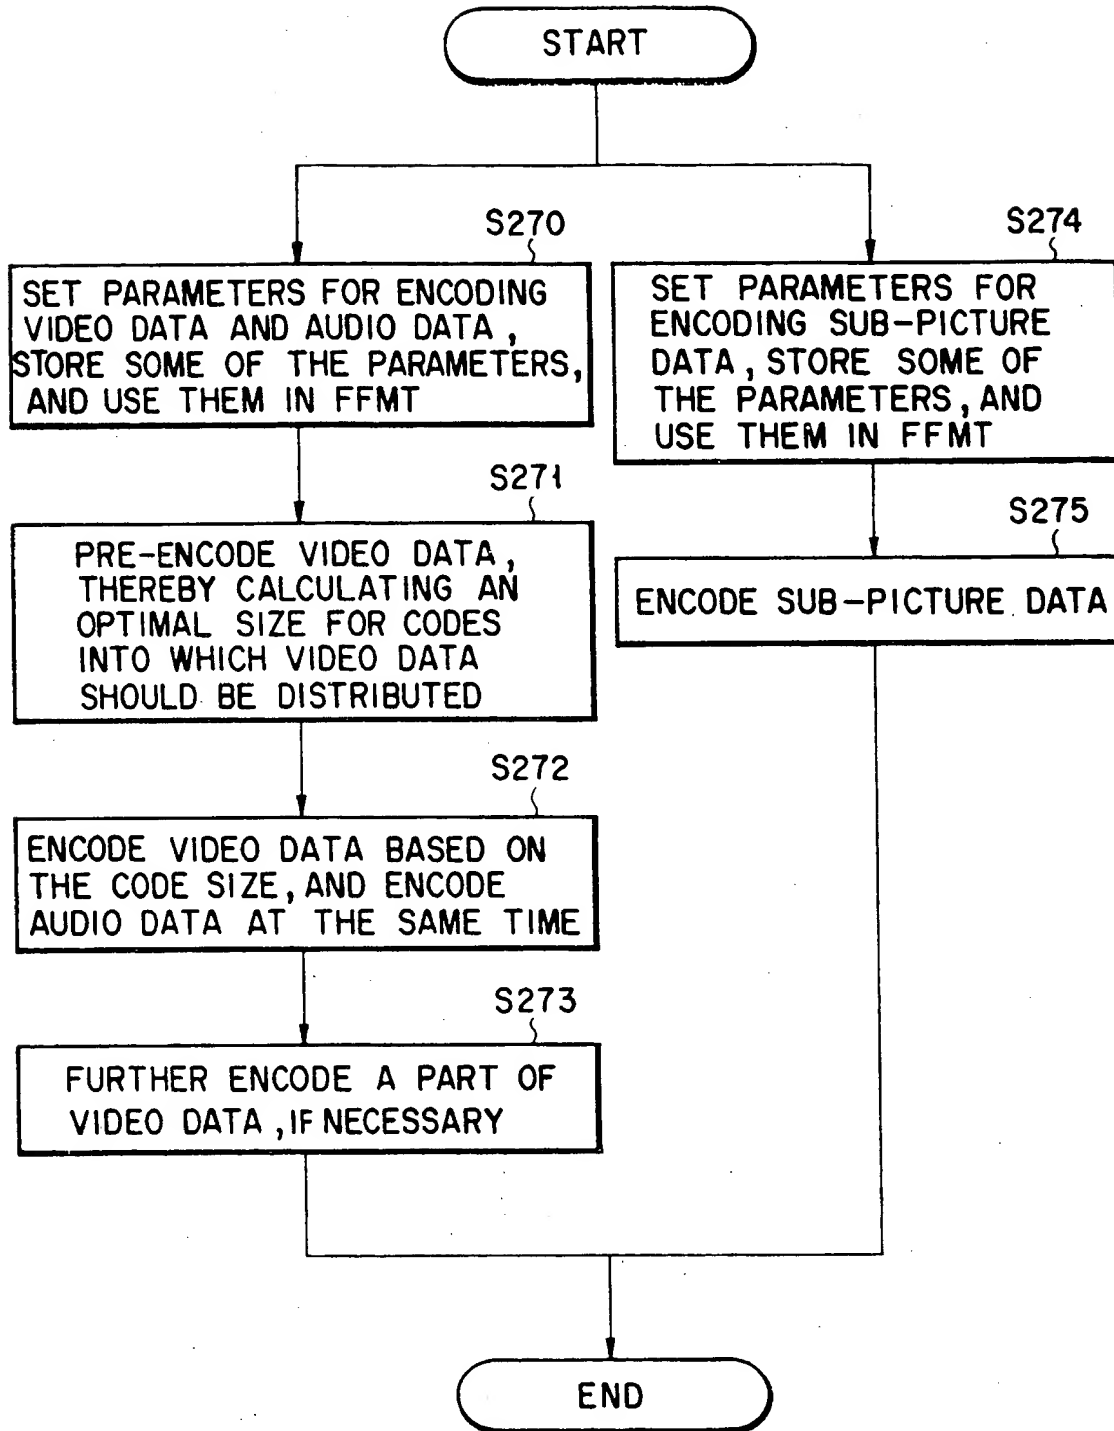 START
S270
SET PARAMETERS FOR ENCODING
VIDEO DATA AND AUDIO DATA,
STORE SOME OF THE PARAMETERS,
AND USE THEM IN FFMT
S271
PRE-ENCODE VIDEO DATA,
THEREBY CALCULATING AN
OPTIMAL SIZE FOR CODES
INTO WHICH VIDEO DATA
SHOULD BE DISTRIBUTED
S272
ENCODE VIDEO DATA BASED ON
THE CODE SIZE, AND ENCODE
AUDIO DATA AT THE SAME TIME
S273
FURTHER ENCODE A PART OF
VIDEO DATA, IF NECESSARY
S274
SET PARAMETERS FOR
ENCODING SUB-PICTURE
DATA, STORE SOME OF
THE PARAMETERS, AND
USE THEM IN FFMT
S275
ENCODE SUB-PICTURE DATA
END